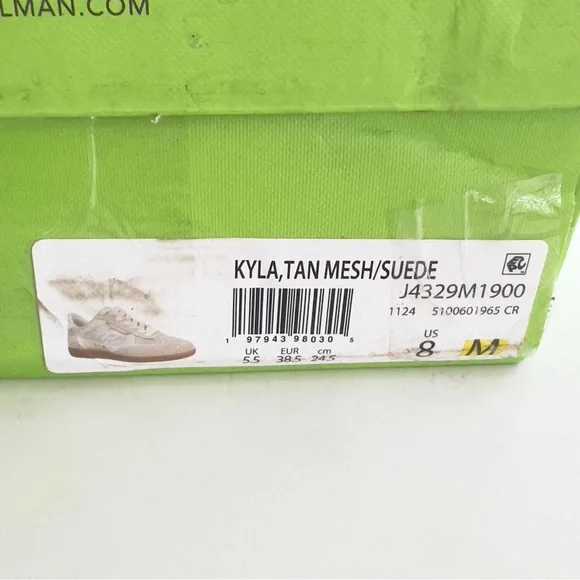 LMAN.COM
KYLA,TAN MESH/SUEDE
J4329M1900
1124 5100601965 CR
1 97943 98030 5
UK EUR cm
5.5 38.5 24.5
US
8 M